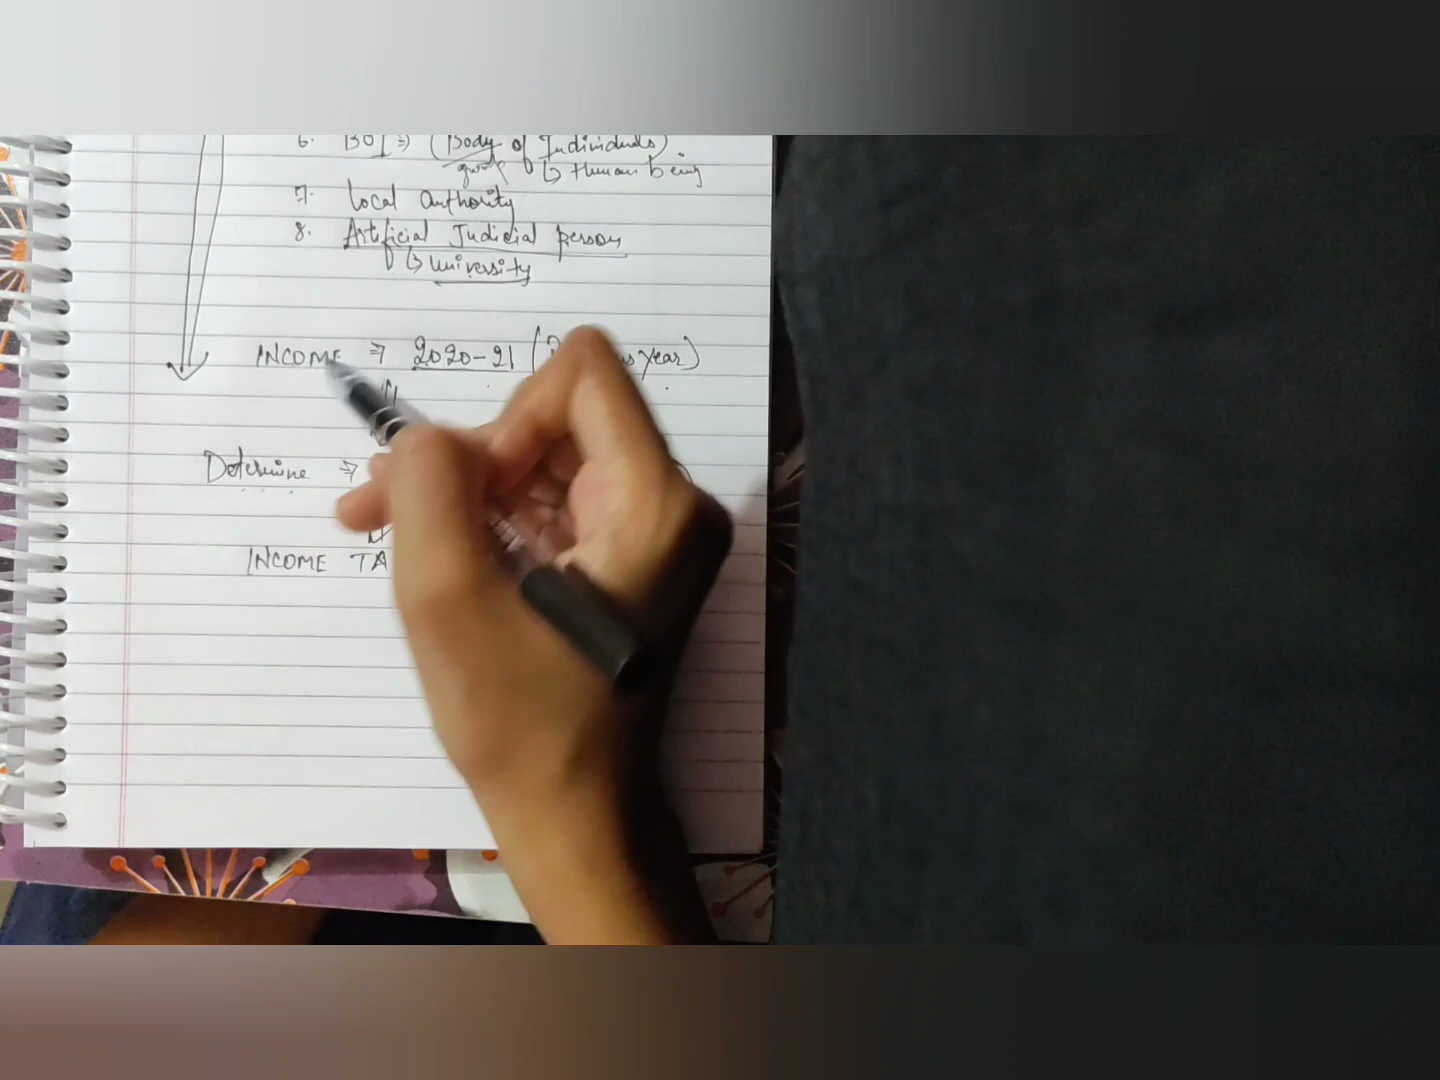 6. BOI ⇒ (Body of Individuals)
group ↳ Human being
7. Local Authority
8. Artificial Judicial person
↳ University
INCOME ⇒ 2020-21 ( year)
Determine ⇒
INCOME TA